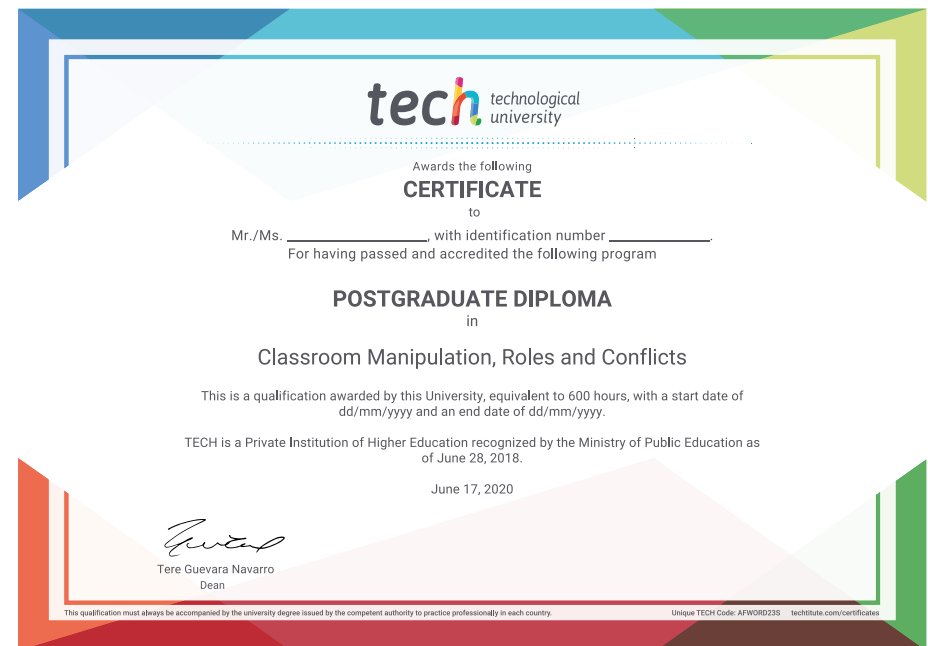 tech technological
university
Awards the following
CERTIFICATE
to
Mr./Ms. ____________________, with identification number ______________.
For having passed and accredited the following program
POSTGRADUATE DIPLOMA
in
Classroom Manipulation, Roles and Conflicts
This is a qualification awarded by this University, equivalent to 600 hours, with a start date of
dd/mm/yyyy and an end date of dd/mm/yyyy.
TECH is a Private Institution of Higher Education recognized by the Ministry of Public Education as
of June 28, 2018.
June 17, 2020
Tere Guevara Navarro
Dean
This qualification must always be accompanied by the university degree issued by the competent authority to practice professionally in each country. Unique TECH Code: AFWORD23S techtitute.com/certificates